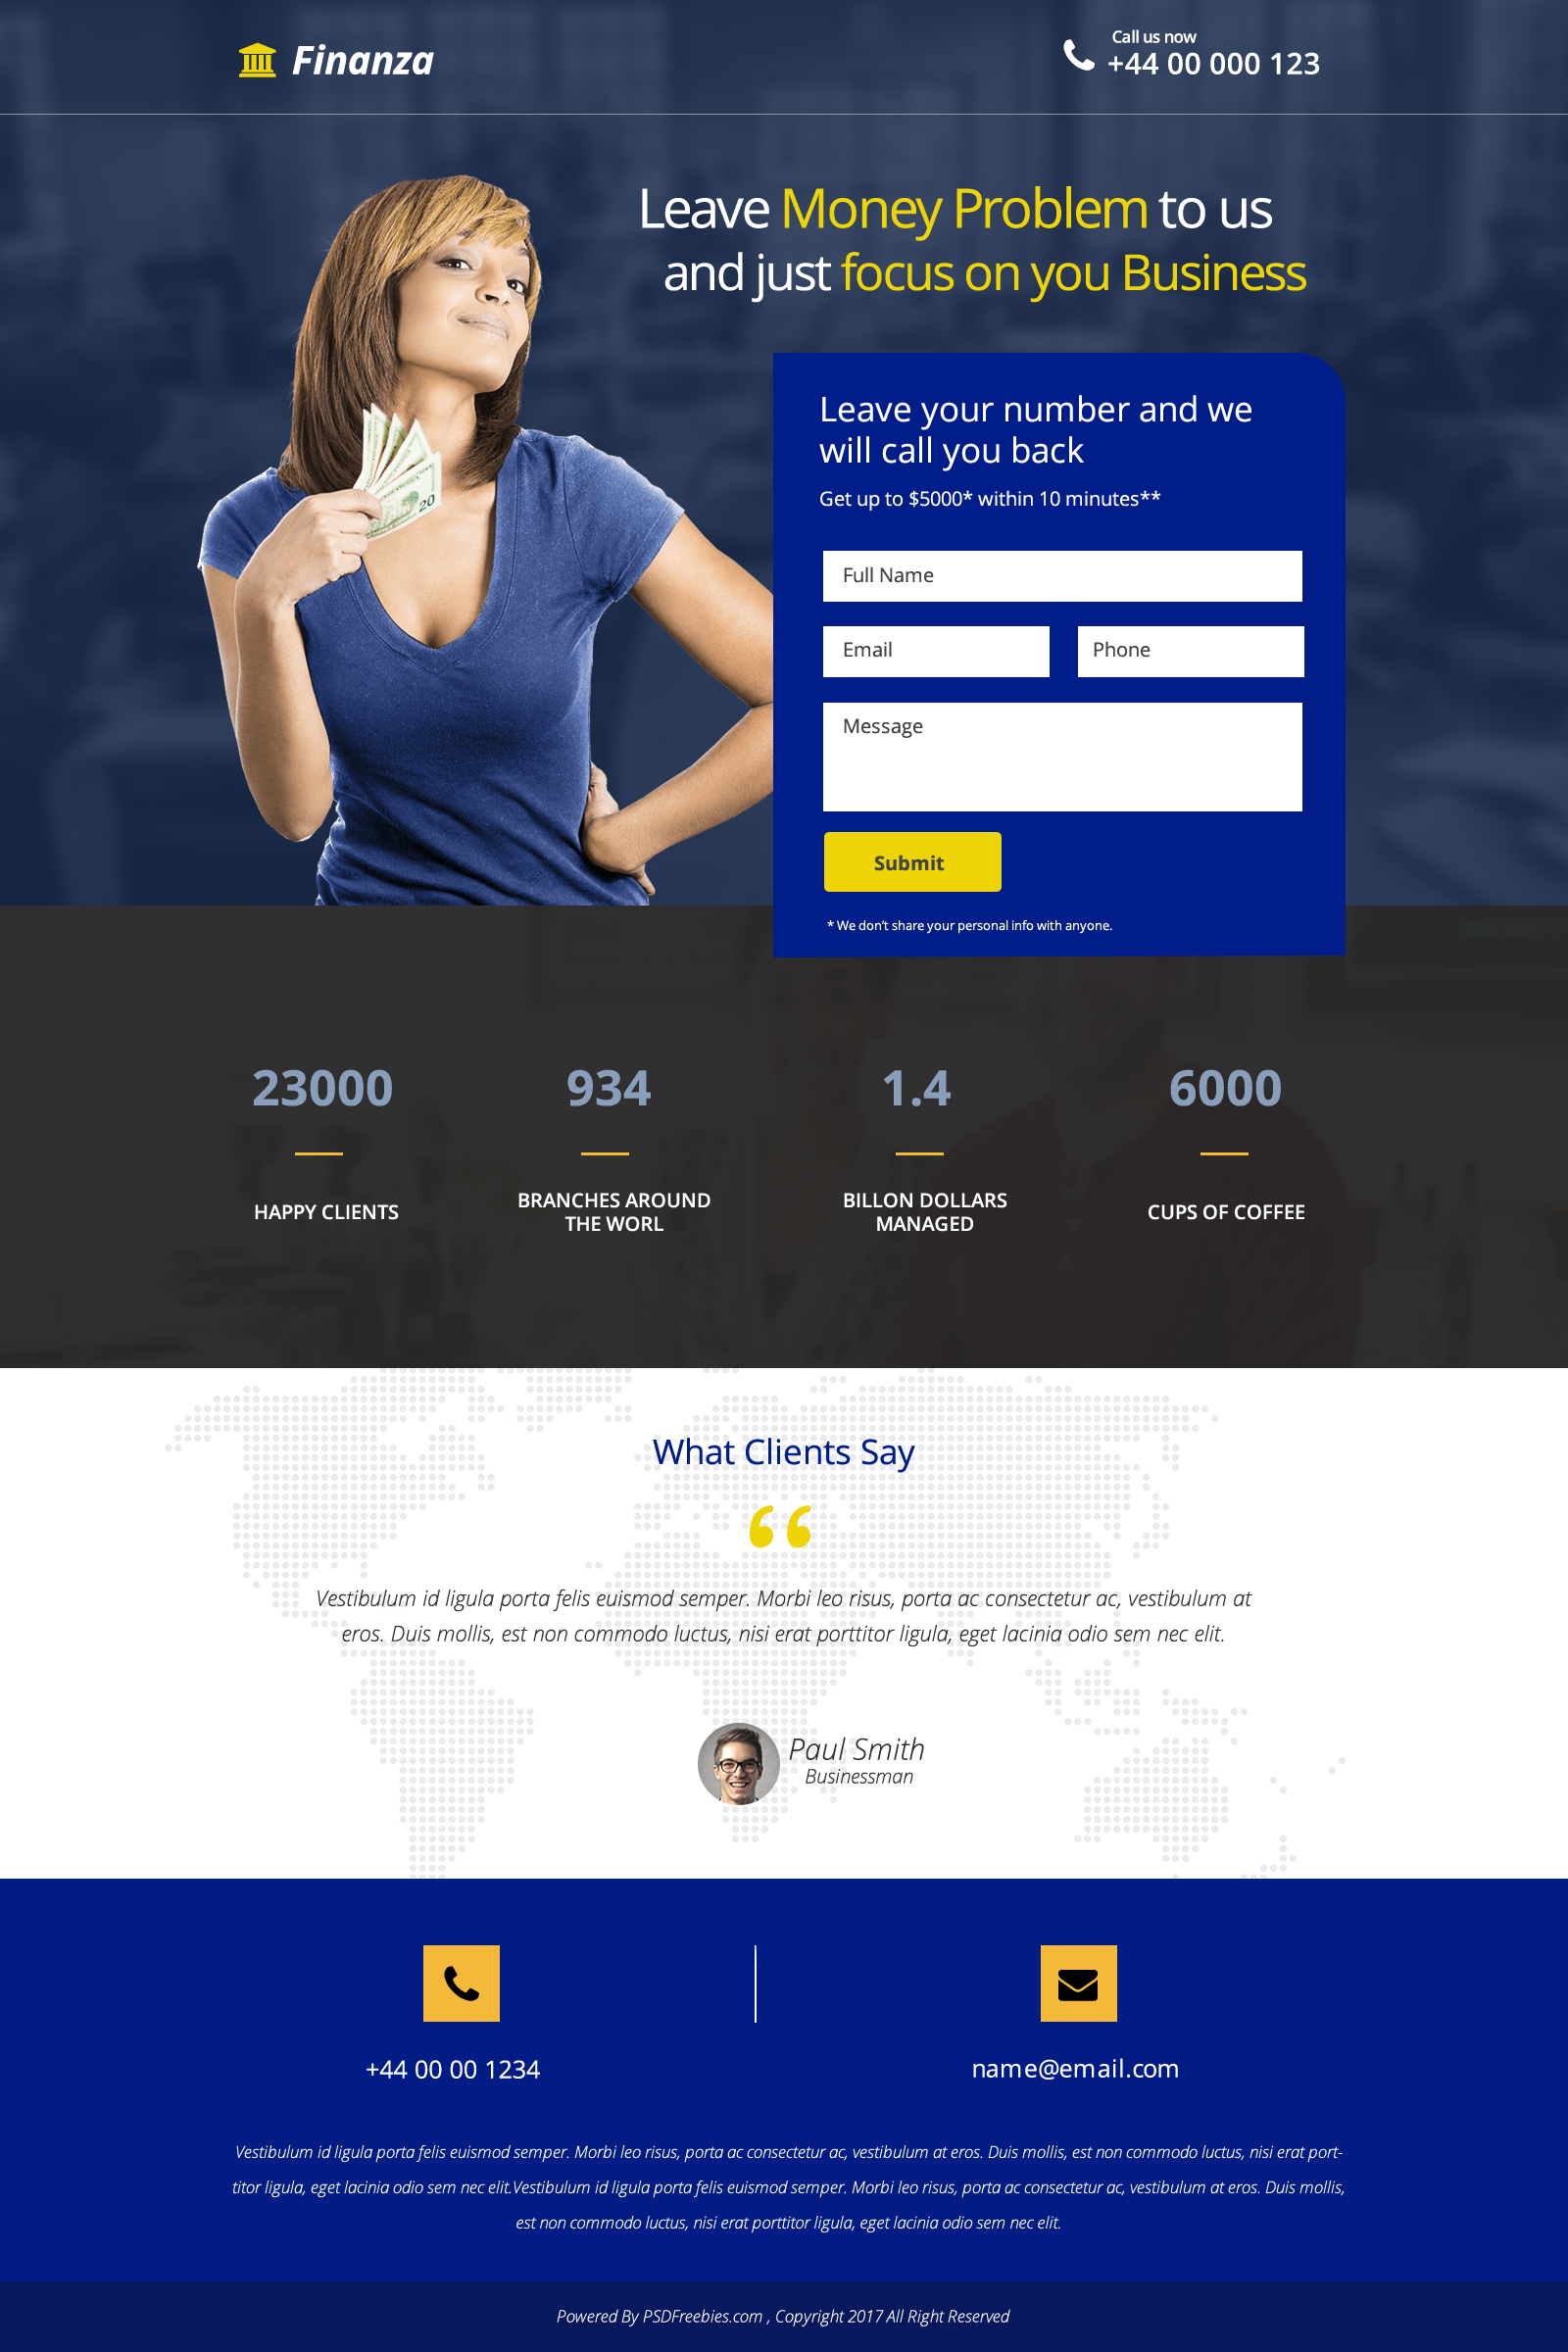 Finanza
Call us now
+44 00 000 123
Leave Money Problem to us
and just focus on you Business
20
Leave your number and we
will call you back
Get up to $5000* within 10 minutes**
Full Name
Email
Phone
Message
Submit
* We don't share your personal info with anyone.
23000
934
1.4
6000
HAPPY CLIENTS
BRANCHES AROUND
THE WORL
BILLON DOLLARS
MANAGED
CUPS OF COFFEE
What Clients Say
“
Vestibulum id ligula porta felis euismod semper. Morbi leo risus, porta ac consectetur ac, vestibulum at
eros. Duis mollis, est non commodo luctus, nisi erat porttitor ligula, eget lacinia odio sem nec elit.
Paul Smith
Businessman
+44 00 00 1234
name@email.com
Vestibulum id ligula porta felis euismod semper. Morbi leo risus, porta ac consectetur ac, vestibulum at eros. Duis mollis, est non commodo luctus, nisi erat port-
titor ligula, eget lacinia odio sem nec elit.Vestibulum id ligula porta felis euismod semper. Morbi leo risus, porta ac consectetur ac, vestibulum at eros. Duis mollis,
est non commodo luctus, nisi erat porttitor ligula, eget lacinia odio sem nec elit.
Powered By PSDFreebies.com , Copyright 2017 All Right Reserved